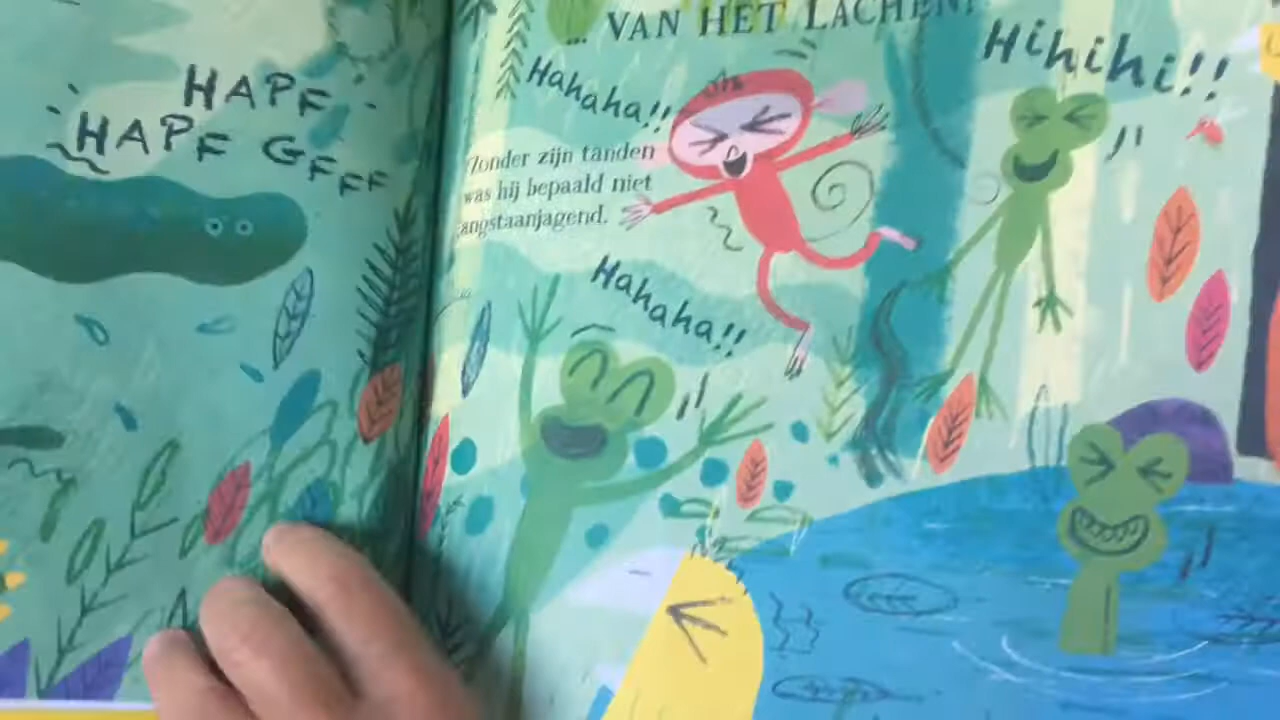 HAPF
HAPF GFFF
... VAN HET LACHEN!
Hahaha!!
Zonder zijn tanden
was hij bepaald niet
angstaanjagend.
Hahaha!!
Hihihi!!